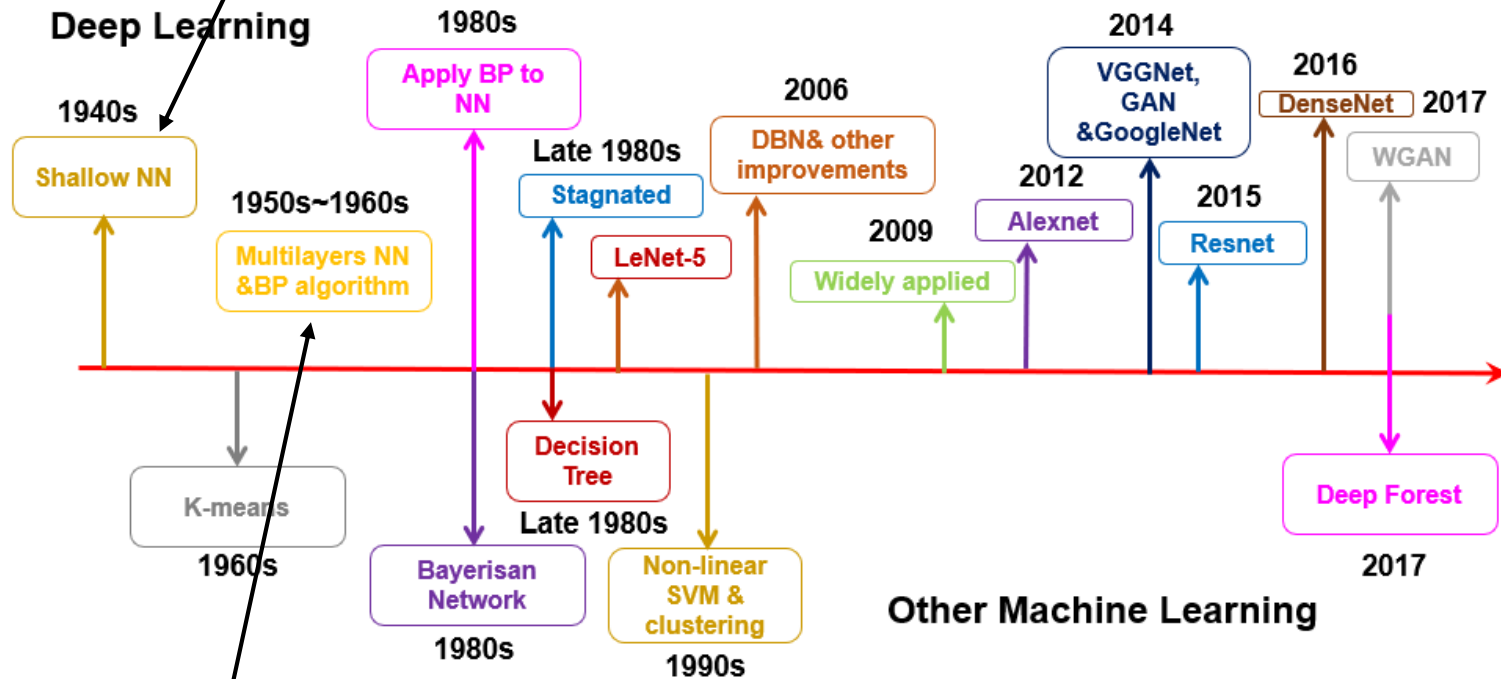 Deep Learning
1940s
Shallow NN
1950s~1960s
Multilayers NN
&BP algorithm
1980s
Apply BP to
NN
Late 1980s
Stagnated
LeNet-5
2006
DBN& other
improvements
2009
Widely applied
2012
Alexnet
2014
VGGNet,
GAN
&GoogleNet
2015
Resnet
2016
DenseNet
2017
WGAN
K-means
1960s
Bayerisan
Network
1980s
Decision
Tree
Late 1980s
Non-linear
SVM &
clustering
1990s
Deep Forest
2017
Other Machine Learning